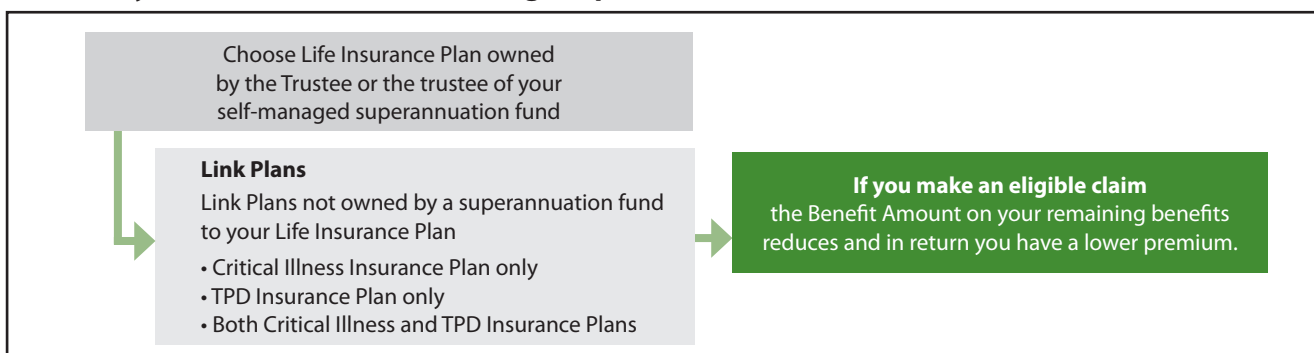 Choose Life Insurance Plan owned
by the Trustee or the trustee of your
self-managed superannuation fund
Link Plans
Link Plans not owned by a superannuation fund
to your Life Insurance Plan
• Critical Illness Insurance Plan only
• TPD Insurance Plan only
• Both Critical Illness and TPD Insurance Plans
If you make an eligible claim
the Benefit Amount on your remaining benefits
reduces and in return you have a lower premium.